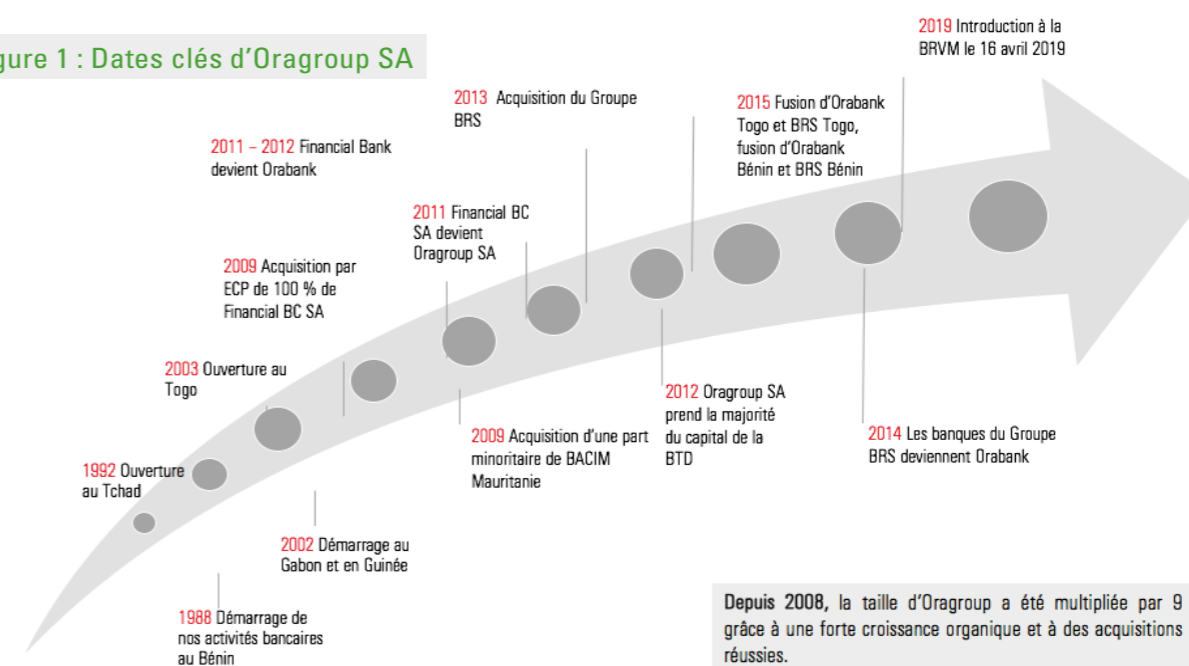 gure 1 : Dates clés d’Oragroup SA
2019 Introduction à la
BRVM le 16 avril 2019
2013 Acquisition du Groupe
BRS
2015 Fusion d’Orabank
Togo et BRS Togo,
fusion d’Orabank
Bénin et BRS Bénin
2011 – 2012 Financial Bank
devient Orabank
2011 Financial BC
SA devient
Oragroup SA
2009 Acquisition par
ECP de 100 % de
Financial BC SA
2003 Ouverture au
Togo
2012 Oragroup SA
prend la majorité
du capital de la
BTD
2009 Acquisition d’une part
minoritaire de BACIM
Mauritanie
2014 Les banques du Groupe
BRS deviennent Orabank
1992 Ouverture
au Tchad
2002 Démarrage au
Gabon et en Guinée
1988 Démarrage de
nos activités bancaires
au Bénin
Depuis 2008, la taille d’Oragroup a été multipliée par 9
grâce à une forte croissance organique et à des acquisitions
réussies.